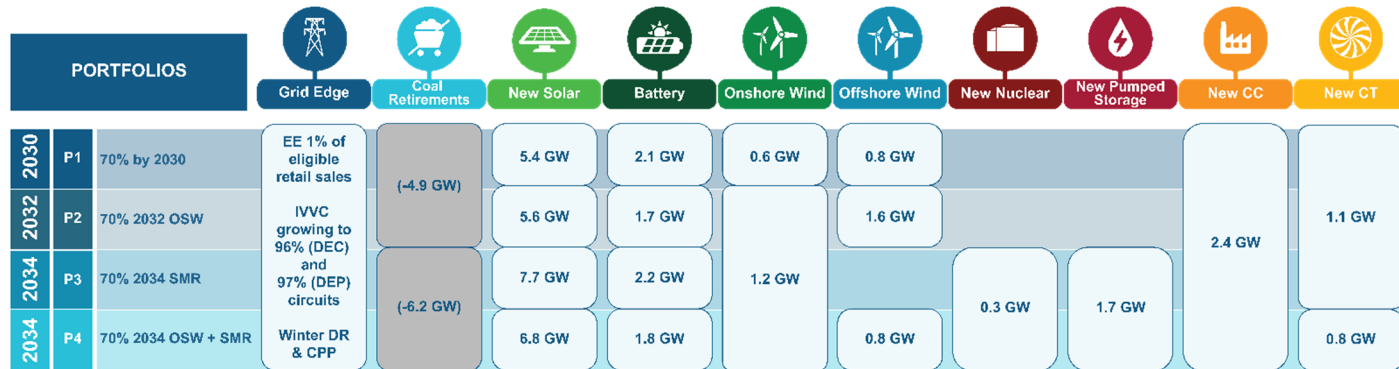 PORTFOLIOS
Grid Edge
Coal
Retirements
New Solar
Battery
Onshore Wind
Offshore Wind
New Nuclear
New Pumped
Storage
New CC
New CT
2030
P1
70% by 2030
2032
P2
70% 2032 OSW
2034
P3
70% 2034 SMR
2034
P4
70% 2034 OSW + SMR
EE 1% of
eligible
retail sales
IVVC
growing to
96% (DEC)
and
97% (DEP)
circuits
Winter DR
& CPP
(-4.9 GW)
(-6.2 GW)
5.4 GW
5.6 GW
7.7 GW
6.8 GW
2.1 GW
1.7 GW
2.2 GW
1.8 GW
0.6 GW
1.2 GW
0.8 GW
1.6 GW
0.8 GW
0.3 GW
1.7 GW
2.4 GW
1.1 GW
0.8 GW